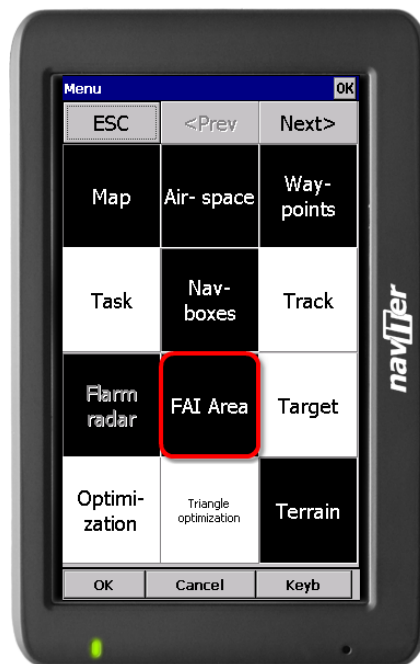 Menu OK
ESC <Prev Next>
Map Air- space Way-
points
Task Nav-
boxes Track
Flarm
radar FAI Area Target
Optimi-
zation Triangle
optimization Terrain
OK Cancel Keyb
naviter